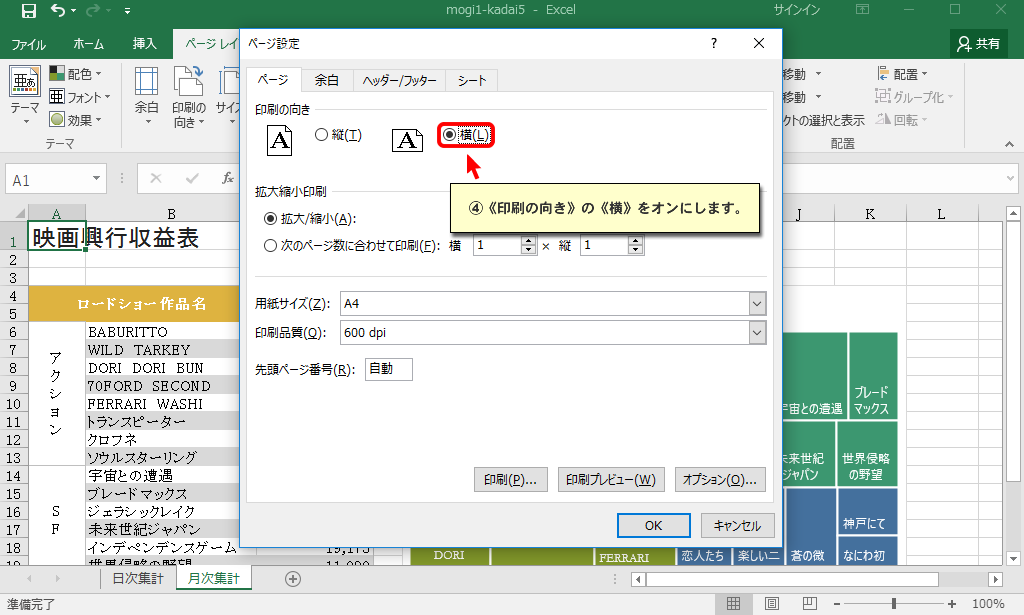 mogi1-kadai5 - Excel
サインイン
ファイル
ホーム
挿入
ページ レイ
共有
亜
あぁ
テーマ
配色
亜
フォント
効果
テーマ
余白
印刷の
向き
サイズ
移動
移動
クトの選択と表示
配置
グループ化
回転
配置
A1
fx
ページ設定
?
ページ
余白
ヘッダー/フッター
シート
印刷の向き
A
縦(T)
A
横(L)
④《印刷の向き》の《横》をオンにします。
拡大縮小印刷
拡大/縮小(A):
次のページ数に合わせて印刷(F):
横
1
×
縦
1
用紙サイズ(Z):
A4
印刷品質(Q):
600 dpi
先頭ページ番号(R):
自動
印刷(P)...
印刷プレビュー(W)
オプション(O)...
OK
キャンセル
A B J K L
1 映画興行収益表
2
3
4
ロードショー作品名
5
6 BABURITTO
7 WILD TARKEY
8 DORI DORI BUN
9 70FORD SECOND
10 FERRARI WASHI
11 トランスピーター
12 クロフネ
13 ソウルスターリング
アクション
14 宇宙との遭遇
15 ブレードマックス
16 ジェラシックレイク
17 未来世紀ジャパン
18 インデペンデンスゲーム
世界侵略の野望
SF
宇宙との遭遇
ブレード
マックス
未来世紀
ジャパン
世界侵略
の野望
神戸にて
なにわ初
DORI
FERRARI
恋人たち
楽しい二
蒼の微
日次集計
月次集計
準備完了
100%